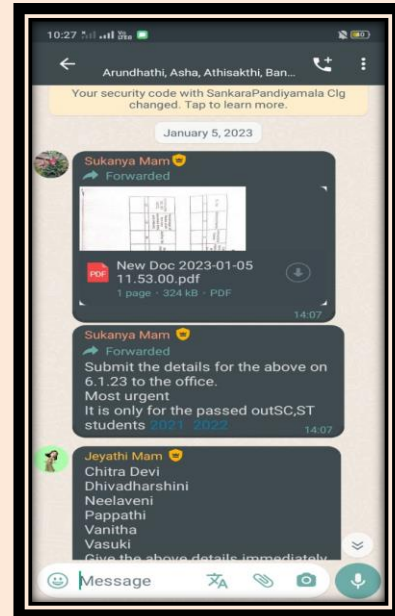 10:27
Arundhathi, Asha, Athisakthi, Ban...
Your security code with SankaraPandiyamala Clg
changed. Tap to learn more.
January 5, 2023
Sukanya Mam
Forwarded
PDF
New Doc 2023-01-05
11.53.00.pdf
1 page · 324 kB · PDF
14:07
Sukanya Mam
Forwarded
Submit the details for the above on
6.1.23 to the office.
Most urgent
It is only for the passed outSC,ST
students 2021 2022
14:07
Jeyathi Mam
Chitra Devi
Dhivadharshini
Neelaveni
Pappathi
Vanitha
Vasuki
Give the above details immediately
Message